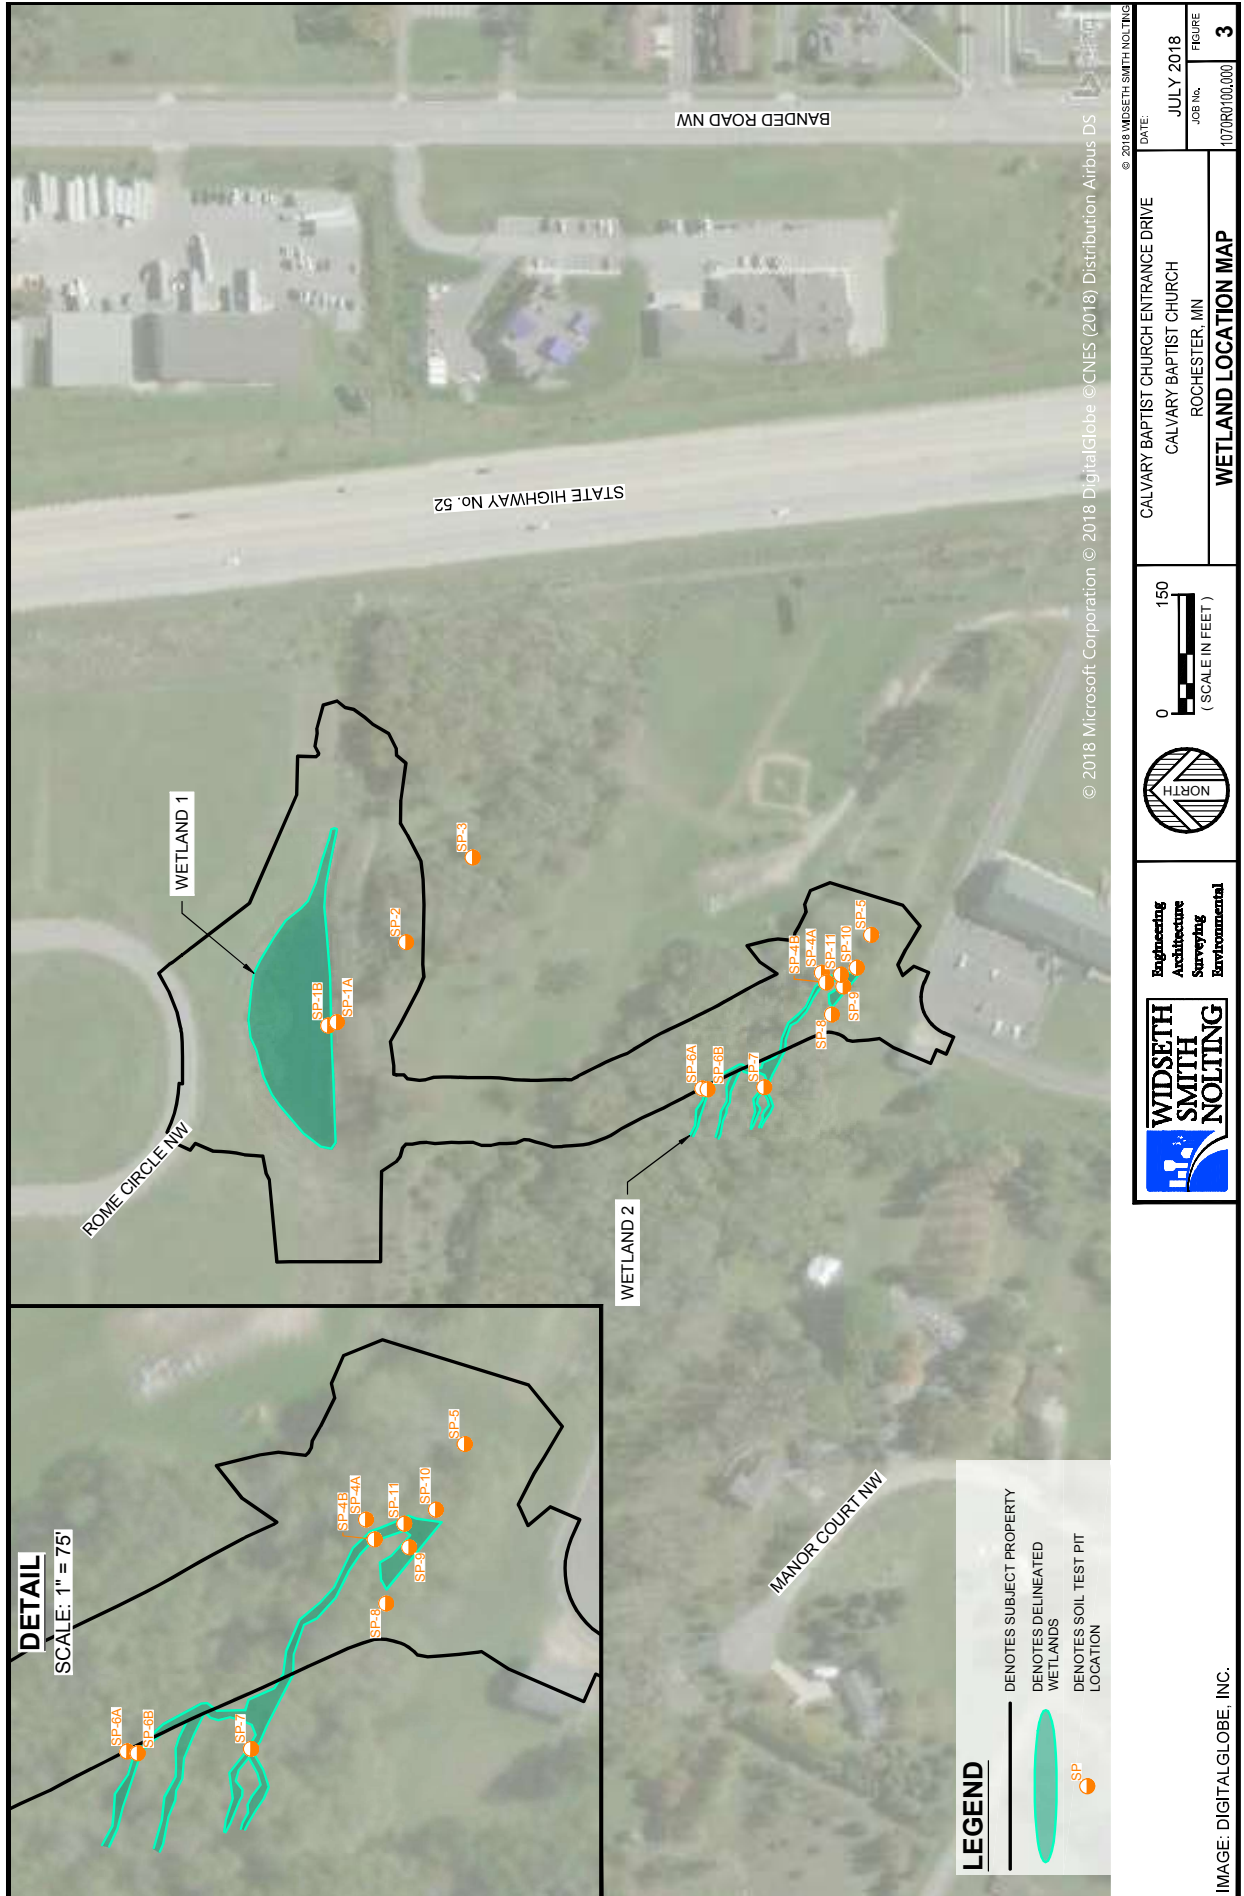 DETAIL
SCALE: 1" = 75'
SP-6A
SP-6B
SP-7
SP-8
SP-9
SP-4B
SP-4A
SP-11
SP-10
SP-5
ROME CIRCLE NW
WETLAND 1
SP-1B
SP-1A
SP-2
SP-3
STATE HIGHWAY No. 52
BANDED ROAD NW
WETLAND 2
SP-6A
SP-6B
SP-7
SP-8
SP-9
SP-4B
SP-4A
SP-11
SP-10
SP-5
MANOR COURT NW
LEGEND
DENOTES SUBJECT PROPERTY
DENOTES DELINEATED
WETLANDS
SP
DENOTES SOIL TEST PIT
LOCATION
© 2018 Microsoft Corporation © 2018 DigitalGlobe ©CNES (2018) Distribution Airbus DS
© 2018 WIDSETH SMITH NOLTING
IMAGE: DIGITALGLOBE, INC.
WIDSETH
SMITH
NOLTING
Engineering
Architecture
Surveying
Environmental
NORTH
0 150
( SCALE IN FEET )
CALVARY BAPTIST CHURCH ENTRANCE DRIVE
CALVARY BAPTIST CHURCH
ROCHESTER, MN
WETLAND LOCATION MAP
DATE:
JULY 2018
JOB No.
1070R0100.000
FIGURE
3